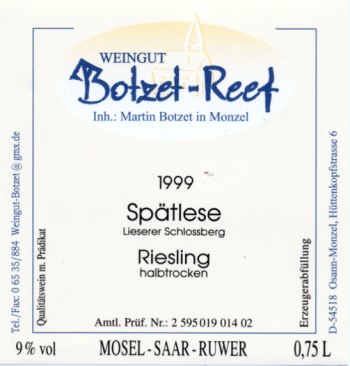 WEINGUT
Botzet-Reef
Inh.: Martin Botzet in Monzel
1999
Spätlese
Lieserer Schlossberg
Riesling
halbtrocken
Amtl. Prüf. Nr.: 2 595 019 014 02
Tel./Fax: 0 65 35/884 Weingut-Botzet@gmx.de
Qualitätswein m. Prädikat
Erzeugerabfüllung
D-54518 Osann-Monzel, Hüttenkopfstrasse 6
9% vol MOSEL-SAAR-RUWER 0,75 L